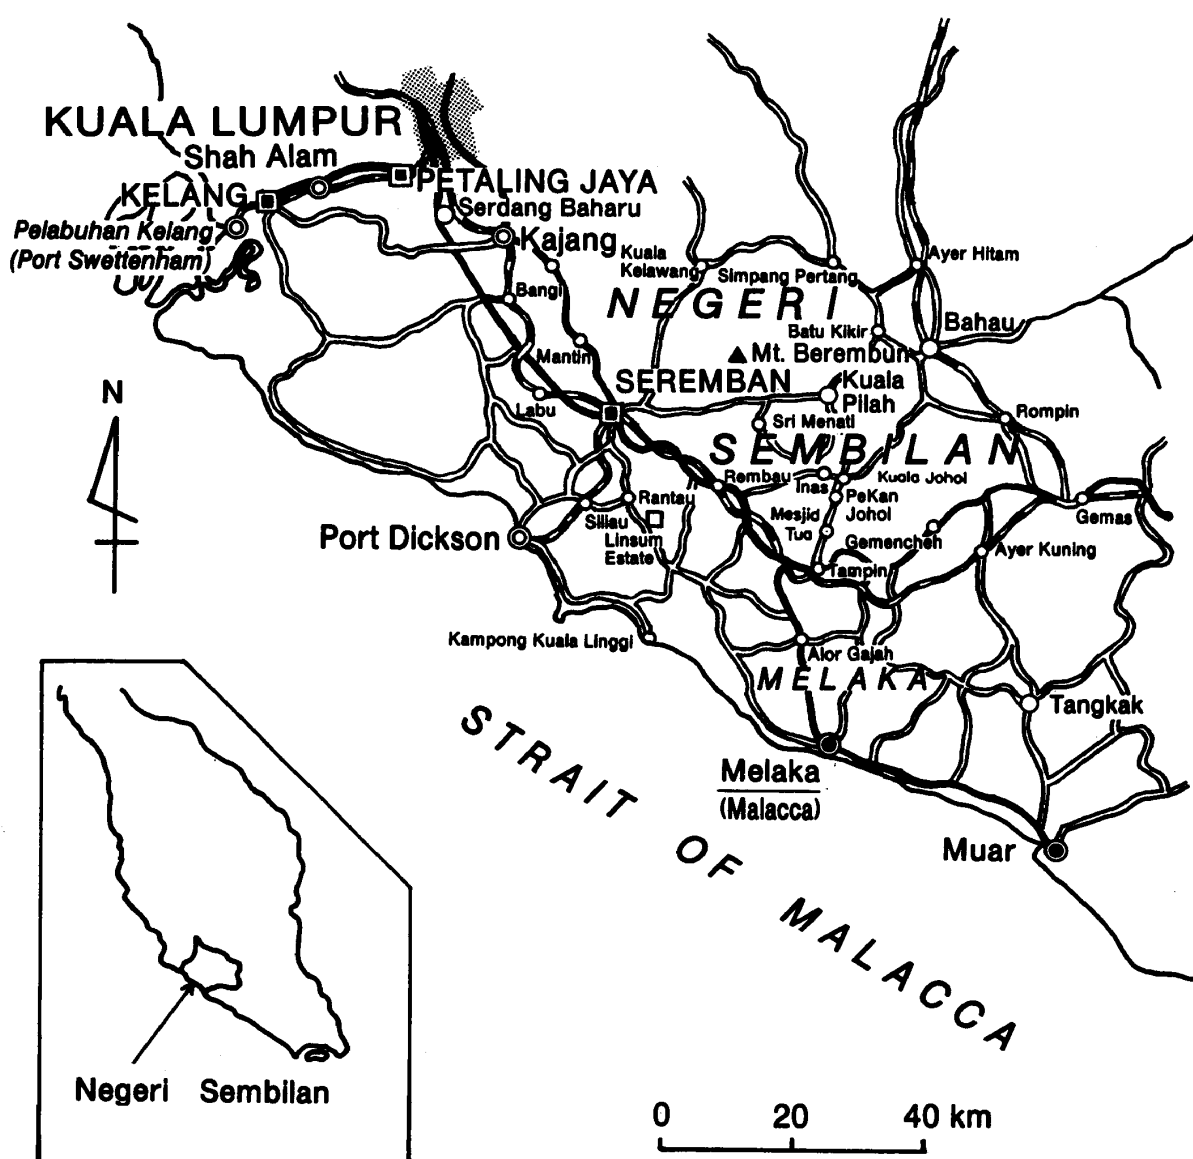 KUALA LUMPUR
Shah Alam
KELANG
PETALING JAYA
Serdang Baharu
Pelabuhan Kelang
(Port Swettenham)
Kajang
Kuala
Kelawang
Simpang Pertang
Ayer Hitam
Bangi
NEGERI
Batu Kikir
Bahau
Mantin
Mt. Berembun
SEREMBAN
Kuala
Pilah
N
Labu
Sri Menati
Rompin
SEMBILAN
Rembau
Inas
Kuala Johol
Rantau
PeKan
Johol
Siliau
Linsum
Estate
Mesjid
Tua
Gemas
Port Dickson
Gemencheh
Ayer Kuning
Tampin
Kampong Kuala Linggi
Alor Gajah
MELAKA
Tangkak
STRAIT OF MALACCA
Melaka
(Malacca)
Muar
Negeri Sembilan
0 20 40 km